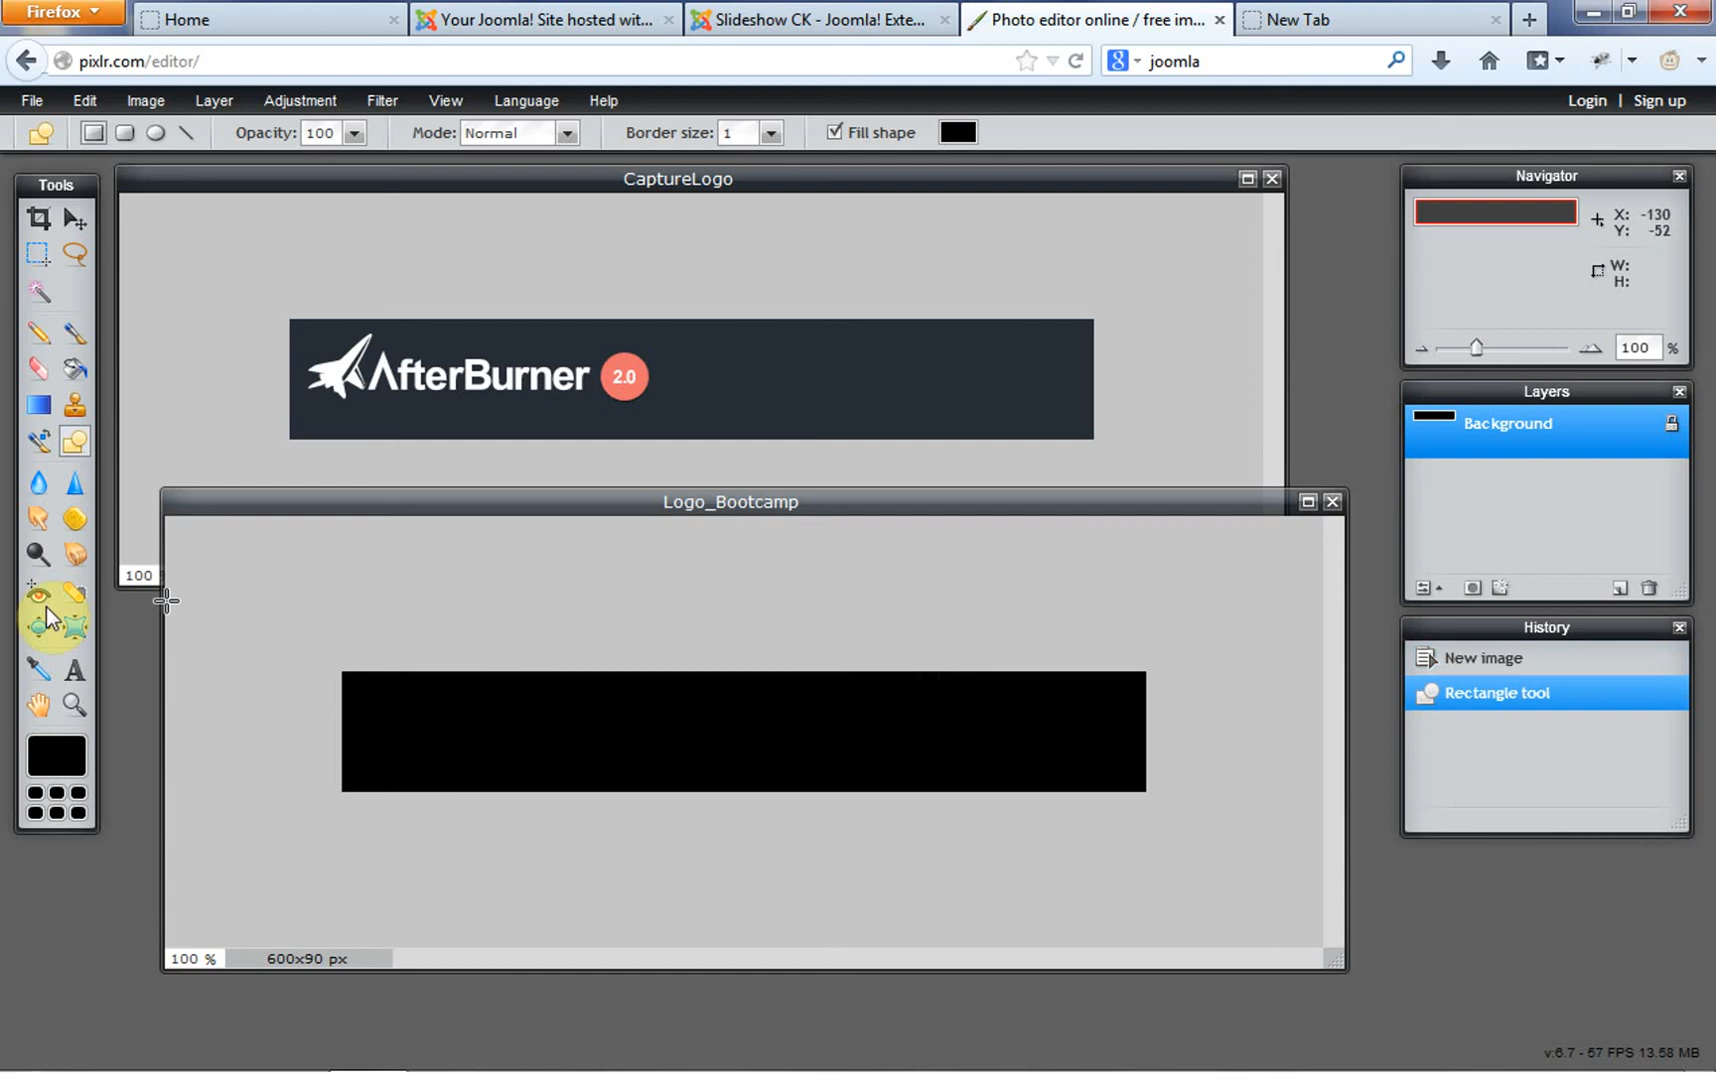 Firefox
Home
Your Joomla! Site hosted wit...
Slideshow CK - Joomla! Exte...
Photo editor online / free im...
New Tab
pixlr.com/editor/
joomla
File Edit Image Layer Adjustment Filter View Language Help
Login | Sign up
Opacity: 100
Mode: Normal
Border size: 1
Fill shape
Tools
CaptureLogo
AfterBurner 2.0
100
Logo_Bootcamp
100 % 600x90 px
Navigator
X: -130
Y: -52
W:
H:
100 %
Layers
Background
History
New image
Rectangle tool
A
v:6.7 - 57 FPS 13.58 MB